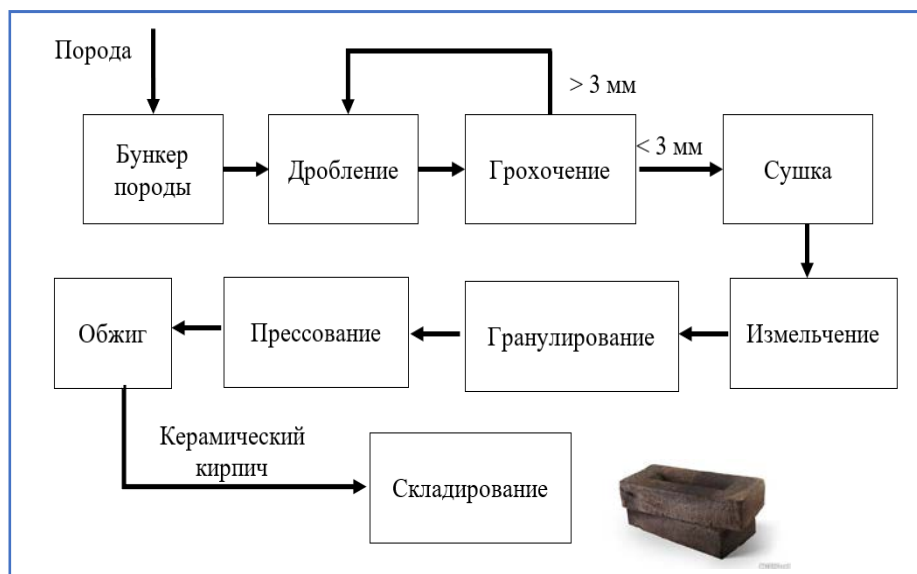 Порода
> 3 мм
Бункер
породы
Дробление
Грохочение
< 3 мм
Сушка
Обжиг
Прессование
Гранулирование
Измельчение
Керамический
кирпич
Складирование